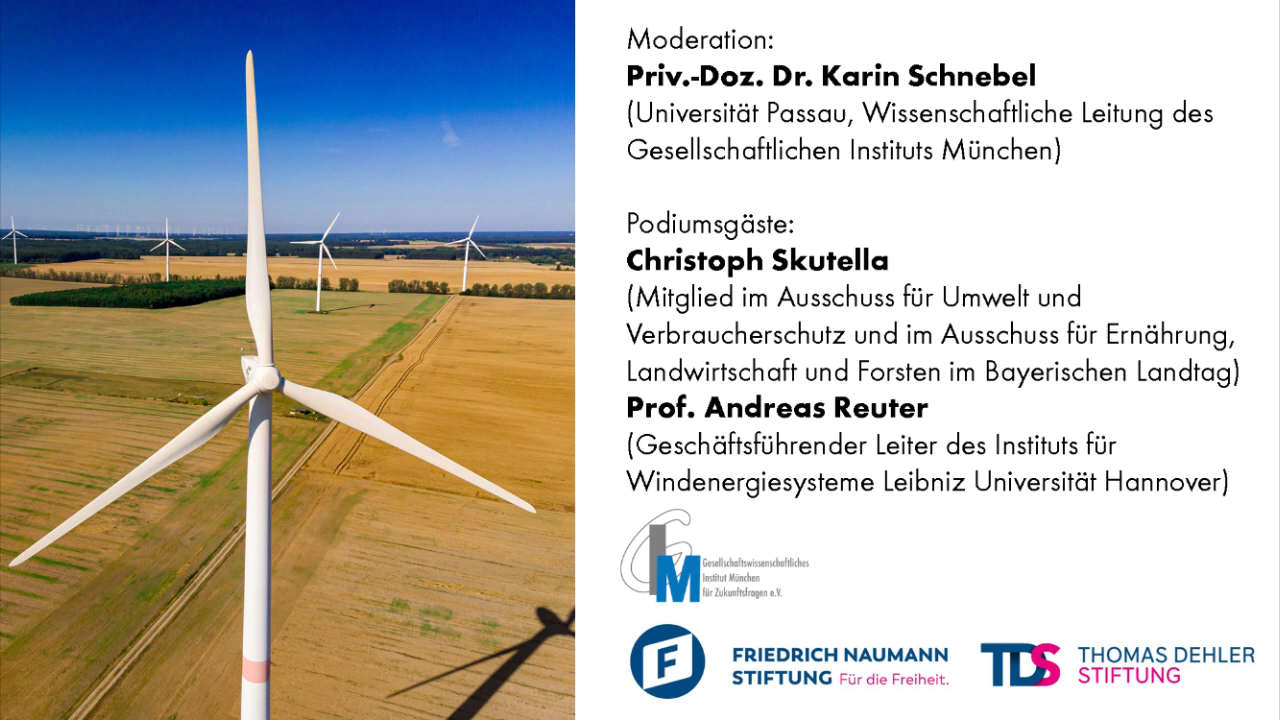 Moderation:
Priv.-Doz. Dr. Karin Schnebel
(Universität Passau, Wissenschaftliche Leitung des
Gesellschaftlichen Instituts München)
Podiumsgäste:
Christoph Skutella
(Mitglied im Ausschuss für Umwelt und
Verbraucherschutz und im Ausschuss für Ernährung,
Landwirtschaft und Forsten im Bayerischen Landtag)
Prof. Andreas Reuter
(Geschäftsführender Leiter des Instituts für
Windenergiesysteme Leibniz Universität Hannover)
GIM
Gesellschaftswissenschaftliches
Institut München
für Zukunftsfragen e.V.
F
FRIEDRICH NAUMANN
STIFTUNG Für die Freiheit.
TDS
THOMAS DEHLER
STIFTUNG